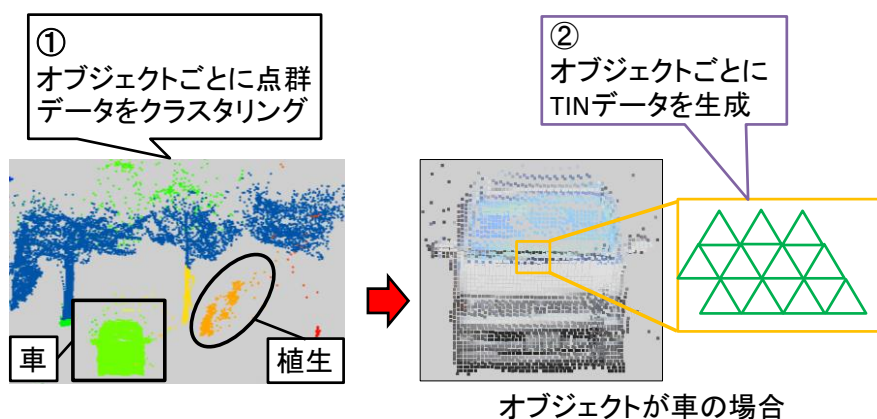 ①
オブジェクトごとに点群
データをクラスタリング
②
オブジェクトごとに
TINデータを生成
車
植生
オブジェクトが車の場合